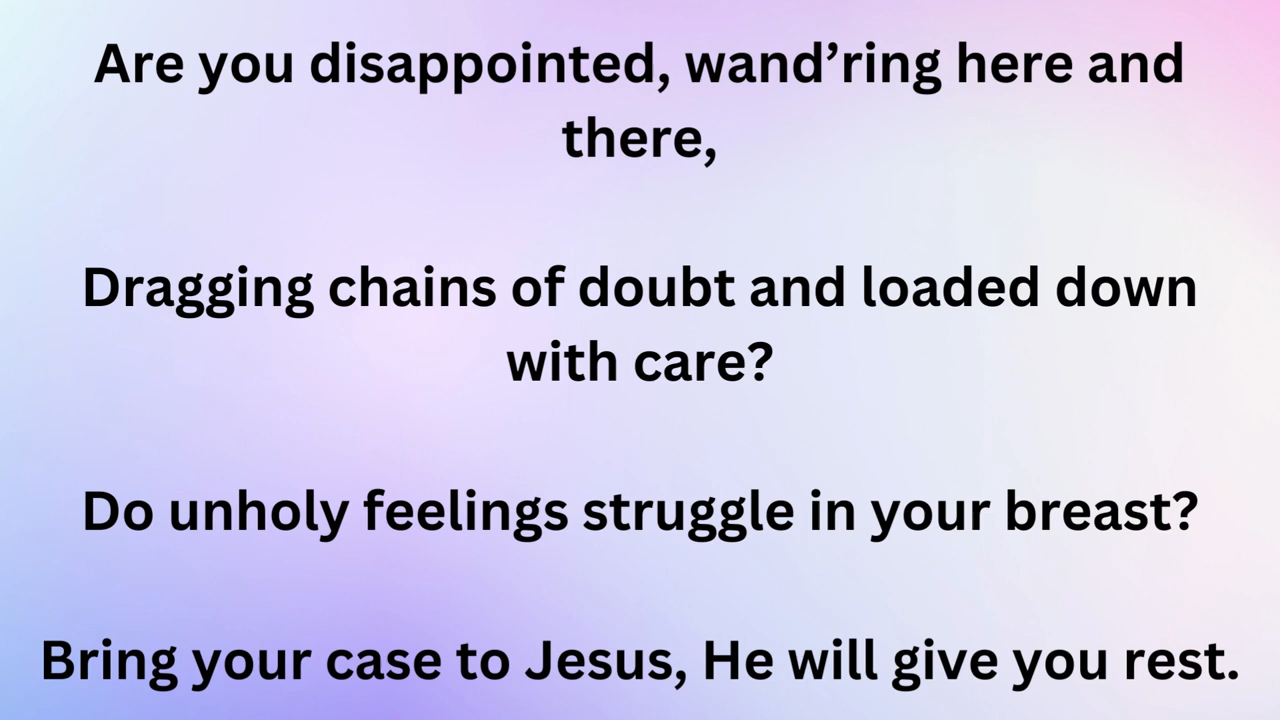 Are you disappointed, wand’ring here and
there,
Dragging chains of doubt and loaded down
with care?
Do unholy feelings struggle in your breast?
Bring your case to Jesus, He will give you rest.